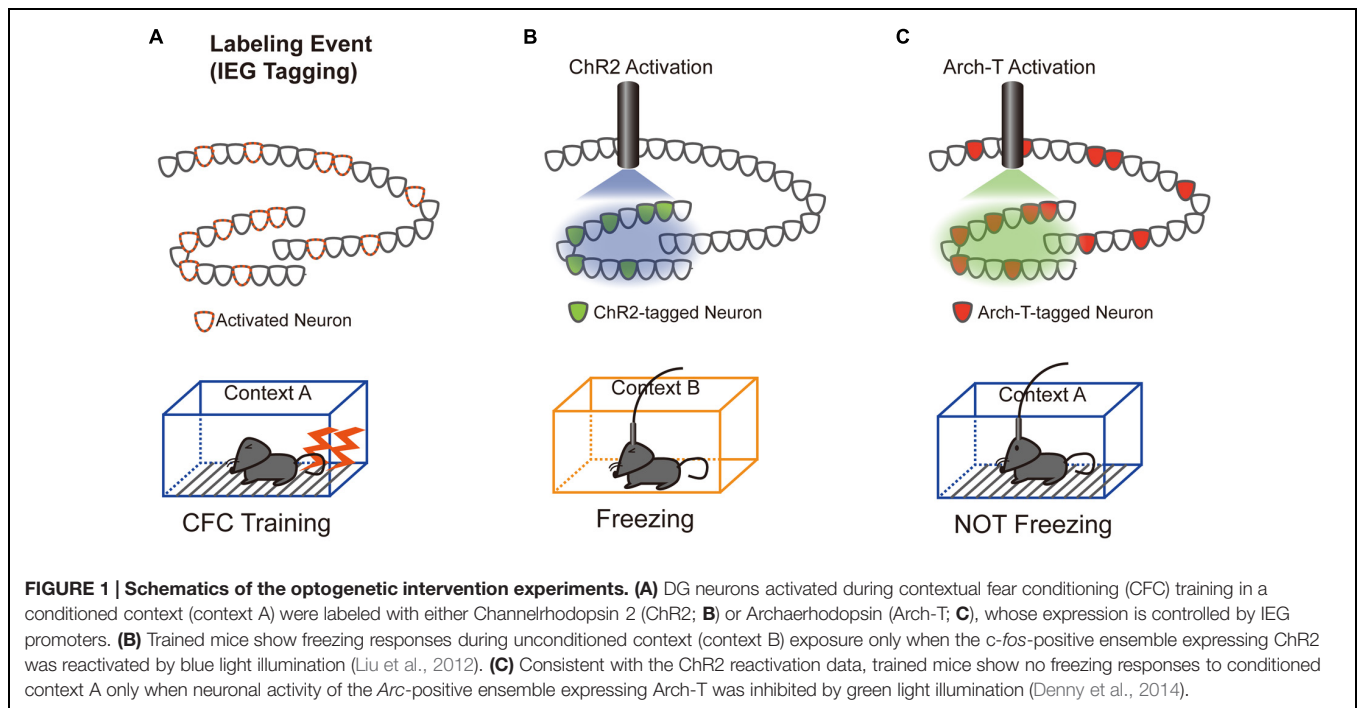 A
Labeling Event
(IEG Tagging)
Activated Neuron
Context A
CFC Training
B
ChR2 Activation
ChR2-tagged Neuron
Context B
Freezing
C
Arch-T Activation
Arch-T-tagged Neuron
Context A
NOT Freezing
FIGURE 1 | Schematics of the optogenetic intervention experiments. (A) DG neurons activated during contextual fear conditioning (CFC) training in a
conditioned context (context A) were labeled with either Channelrhodopsin 2 (ChR2; B) or Archaerhodopsin (Arch-T; C), whose expression is controlled by IEG
promoters. (B) Trained mice show freezing responses during unconditioned context (context B) exposure only when the c-fos-positive ensemble expressing ChR2
was reactivated by blue light illumination (Liu et al., 2012). (C) Consistent with the ChR2 reactivation data, trained mice show no freezing responses to conditioned
context A only when neuronal activity of the Arc-positive ensemble expressing Arch-T was inhibited by green light illumination (Denny et al., 2014).